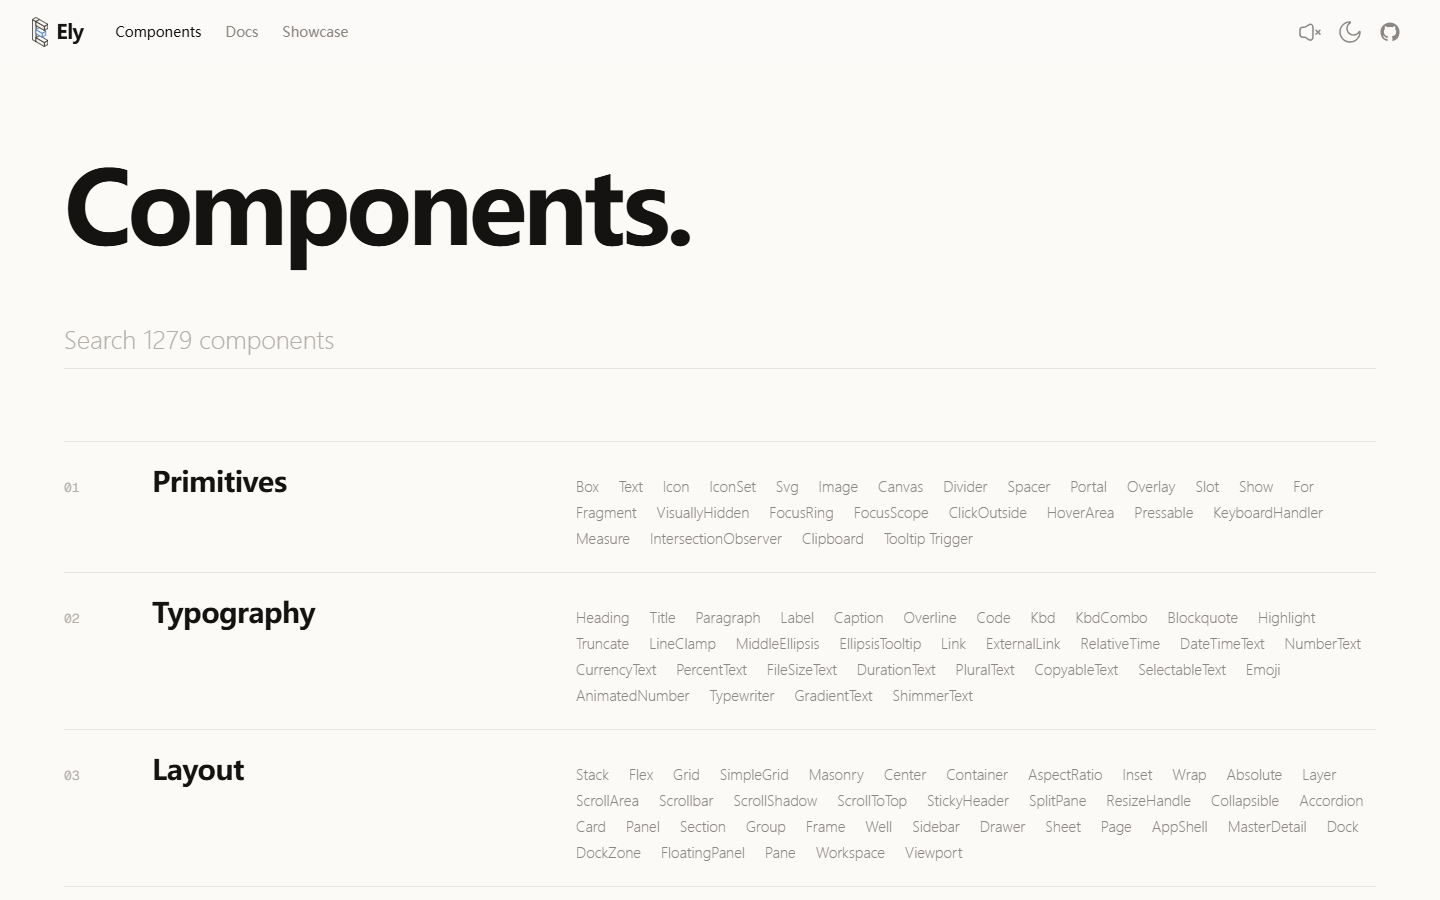 Ely Components Docs Showcase
Components.
Search 1279 components
01 Primitives
Box Text Icon IconSet Svg Image Canvas Divider Spacer Portal Overlay Slot Show For
Fragment VisuallyHidden FocusRing FocusScope ClickOutside HoverArea Pressable KeyboardHandler
Measure IntersectionObserver Clipboard Tooltip Trigger
02 Typography
Heading Title Paragraph Label Caption Overline Code Kbd KbdCombo Blockquote Highlight
Truncate LineClamp MiddleEllipsis EllipsisTooltip Link ExternalLink RelativeTime DateTimeText NumberText
CurrencyText PercentText FileSizeText DurationText PluralText CopyableText SelectableText Emoji
AnimatedNumber Typewriter GradientText ShimmerText
03 Layout
Stack Flex Grid SimpleGrid Masonry Center Container AspectRatio Inset Wrap Absolute Layer
ScrollArea Scrollbar ScrollShadow ScrollToTop StickyHeader SplitPane ResizeHandle Collapsible Accordion
Card Panel Section Group Frame Well Sidebar Drawer Sheet Page AppShell MasterDetail Dock
DockZone FloatingPanel Pane Workspace Viewport